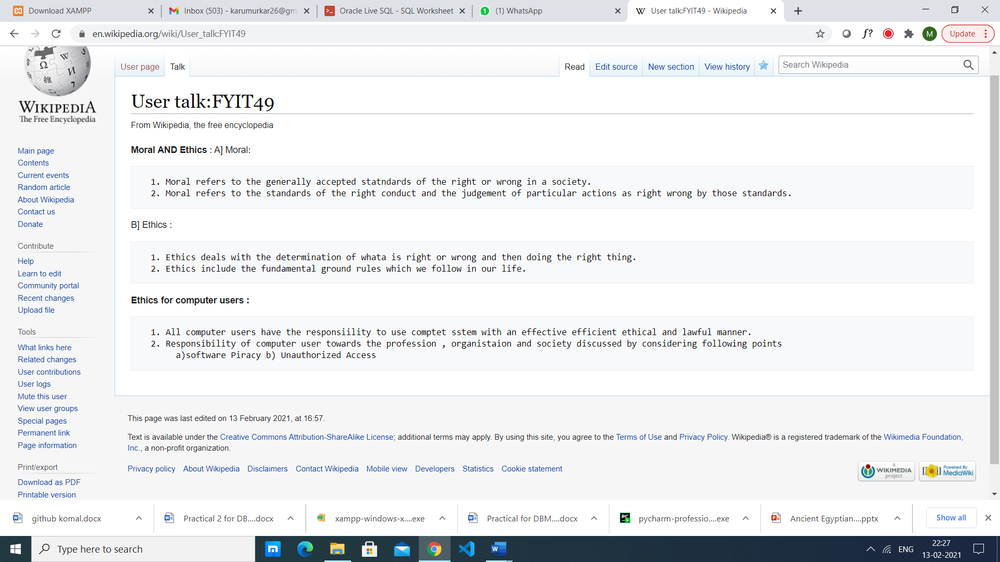 Download XAMPP
Inbox (503) - karumurkar26@gm
Oracle Live SQL - SQL Worksheet
(1) WhatsApp
User talk:FYIT49 - Wikipedia
en.wikipedia.org/wiki/User_talk:FYIT49
f?
M
Update
User page
Talk
Read
Edit source
New section
View history
Search Wikipedia
WIKIPEDIA
The Free Encyclopedia
Main page
Contents
Current events
Random article
About Wikipedia
Contact us
Donate
Contribute
Help
Learn to edit
Community portal
Recent changes
Upload file
Tools
What links here
Related changes
User contributions
User logs
Mute this user
View user groups
Special pages
Permanent link
Page information
Print/export
Download as PDF
Printable version
User talk:FYIT49
From Wikipedia, the free encyclopedia
Moral AND Ethics : A] Moral:
1. Moral refers to the generally accepted statndards of the right or wrong in a society.
2. Moral refers to the standards of the right conduct and the judgement of particular actions as right wrong by those standards.
B] Ethics :
1. Ethics deals with the determination of whata is right or wrong and then doing the right thing.
2. Ethics include the fundamental ground rules which we follow in our life.
Ethics for computer users :
1. All computer users have the responsiility to use comptet sstem with an effective efficient ethical and lawful manner.
2. Responsibility of computer user towards the profession , organistaion and society discussed by considering following points
a)software Piracy b) Unauthorized Access
This page was last edited on 13 February 2021, at 16:57.
Text is available under the Creative Commons Attribution-ShareAlike License; additional terms may apply. By using this site, you agree to the Terms of Use and Privacy Policy. Wikipedia® is a registered trademark of the Wikimedia Foundation,
Inc., a non-profit organization.
Privacy policy
About Wikipedia
Disclaimers
Contact Wikipedia
Mobile view
Developers
Statistics
Cookie statement
a
WIKIMEDIA
project
Powered By
MediaWiki
github komal.docx
Practical 2 for DB....docx
xampp-windows-x....exe
Practical for DBM....docx
pycharm-professio....exe
Ancient Egyptian....pptx
Show all
Type here to search
ENG
22:27
13-02-2021